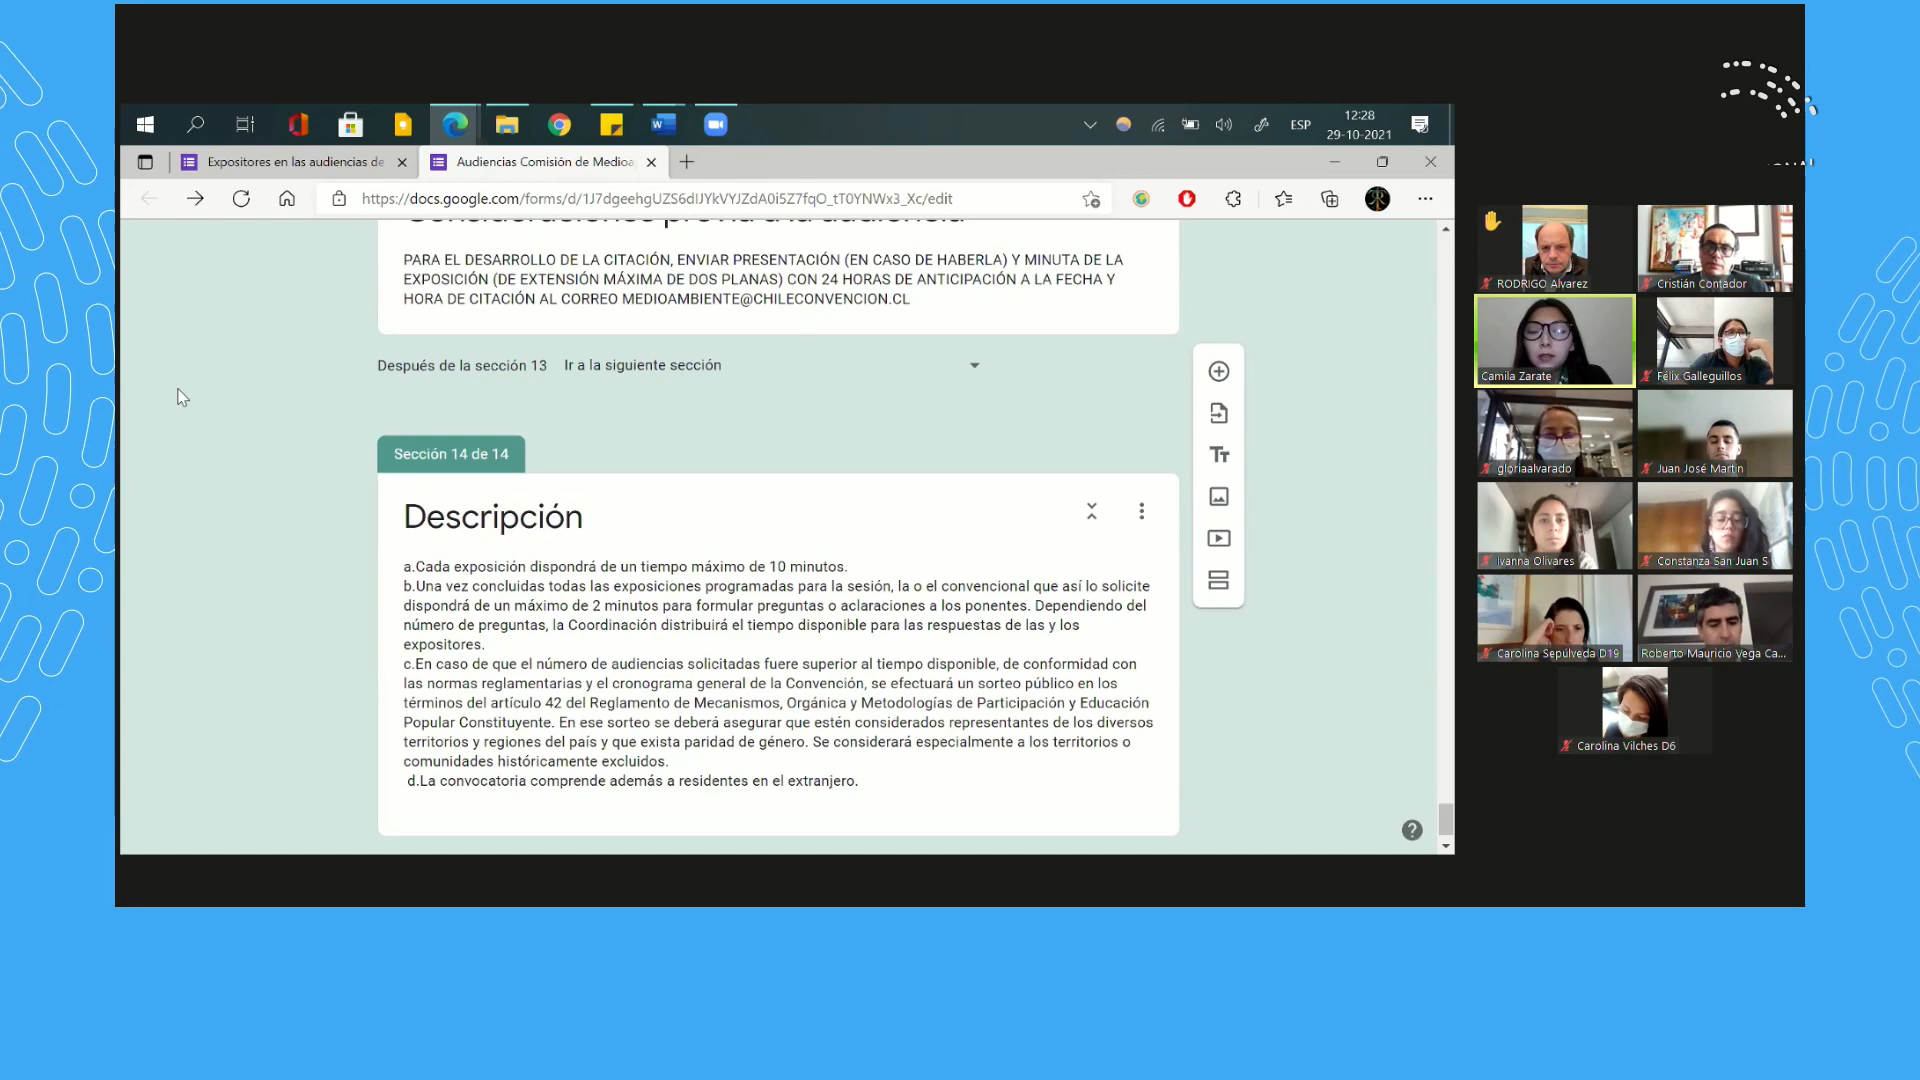 12:28
ESP
29-10-2021
Expositores en las audiencias de
Audiencias Comisión de Medioa
https://docs.google.com/forms/d/1J7dgeehgUZS6dIJYkVYJZdA0i5Z7fqO_tT0YNWx3_Xc/edit
Consideraciones previa a la audiencia
PARA EL DESARROLLO DE LA CITACIÓN, ENVIAR PRESENTACIÓN (EN CASO DE HABERLA) Y MINUTA DE LA
EXPOSICIÓN (DE EXTENSIÓN MÁXIMA DE DOS PLANAS) CON 24 HORAS DE ANTICIPACIÓN A LA FECHA Y
HORA DE CITACIÓN AL CORREO MEDIOAMBIENTE@CHILECONVENCION.CL
Después de la sección 13 Ir a la siguiente sección
Sección 14 de 14
Descripción
a.Cada exposición dispondrá de un tiempo máximo de 10 minutos.
b.Una vez concluidas todas las exposiciones programadas para la sesión, la o el convencional que así lo solicite
dispondrá de un máximo de 2 minutos para formular preguntas o aclaraciones a los ponentes. Dependiendo del
número de preguntas, la Coordinación distribuirá el tiempo disponible para las respuestas de las y los
expositores.
c.En caso de que el número de audiencias solicitadas fuere superior al tiempo disponible, de conformidad con
las normas reglamentarias y el cronograma general de la Convención, se efectuará un sorteo público en los
términos del artículo 42 del Reglamento de Mecanismos, Orgánica y Metodologías de Participación y Educación
Popular Constituyente. En ese sorteo se deberá asegurar que estén considerados representantes de los diversos
territorios y regiones del país y que exista paridad de género. Se considerará especialmente a los territorios o
comunidades históricamente excluidos.
d.La convocatoria comprende además a residentes en el extranjero.
RODRIGO Alvarez
Cristián Contador
Camila Zarate
Félix Galleguillos
gloriaalvarado
Juan José Martin
Ivanna Olivares
Constanza San Juan S
Carolina Sepúlveda D19
Roberto Mauricio Vega Ca...
Carolina Vilches D6